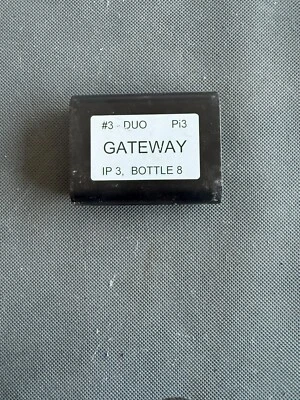 #3 - DUO Pi3
GATEWAY
IP 3, BOTTLE 8